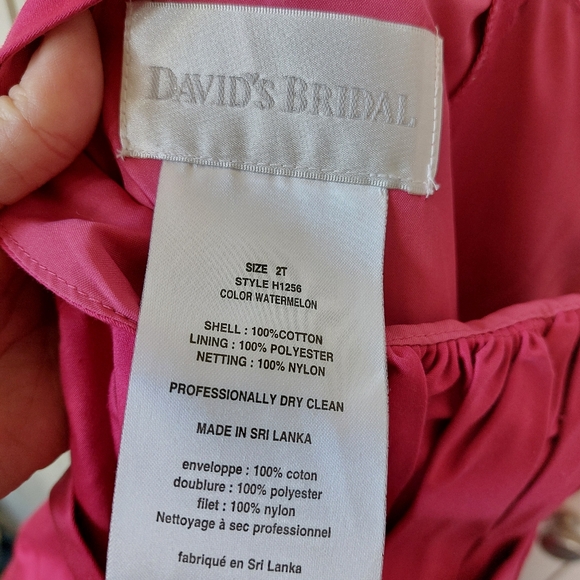 DAVID'S BRIDAL
SIZE 2T
STYLE H1256
COLOR WATERMELON
SHELL : 100%COTTON
LINING : 100% POLYESTER
NETTING : 100% NYLON
PROFESSIONALLY DRY CLEAN
MADE IN SRI LANKA
enveloppe : 100% coton
doublure : 100% polyester
filet : 100% nylon
Nettoyage à sec professionnel
fabriqué en Sri Lanka